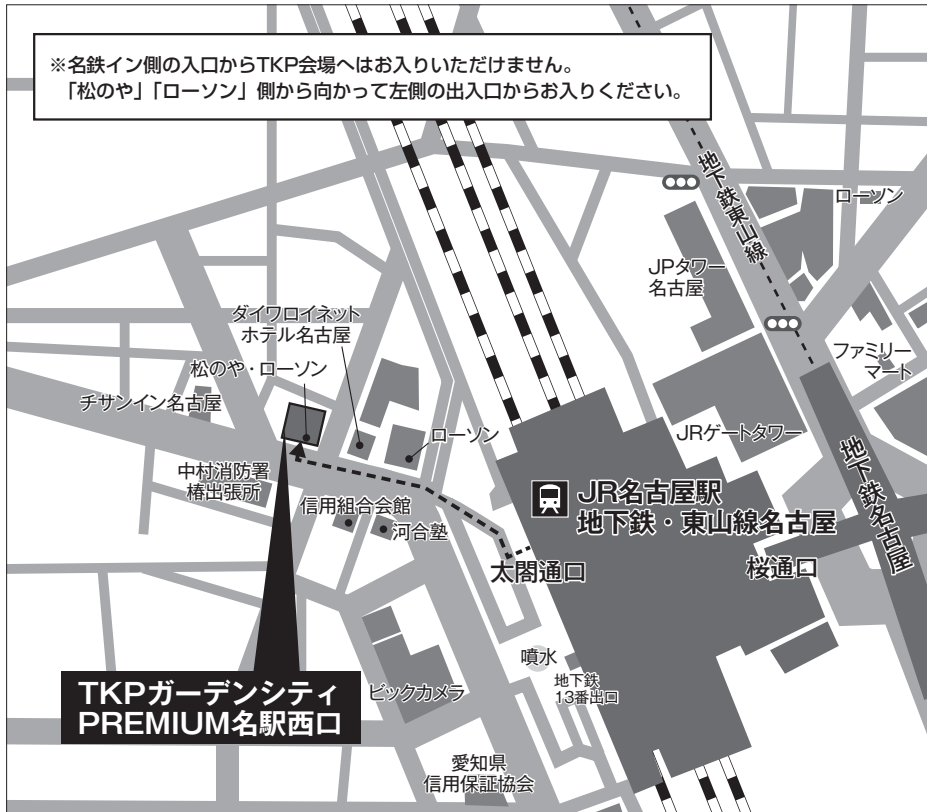 ※名鉄イン側の入口からTKP会場へはお入りいただけません。
「松のや」「ローソン」側から向かって左側の出入口からお入りください。
地下鉄東山線
ローソン
JPタワー
名古屋
ダイワロイネット
ホテル名古屋
松のや・ローソン
チサンイン名古屋
ファミリー
マート
ローソン
JRゲートタワー
中村消防署
椿出張所
信用組合会館
河合塾
JR名古屋駅
地下鉄・東山線名古屋
地下鉄名古屋
太閤通口
桜通口
噴水
地下鉄
13番出口
TKPガーデンシティ
PREMIUM名駅西口
ビックカメラ
愛知県
信用保証協会